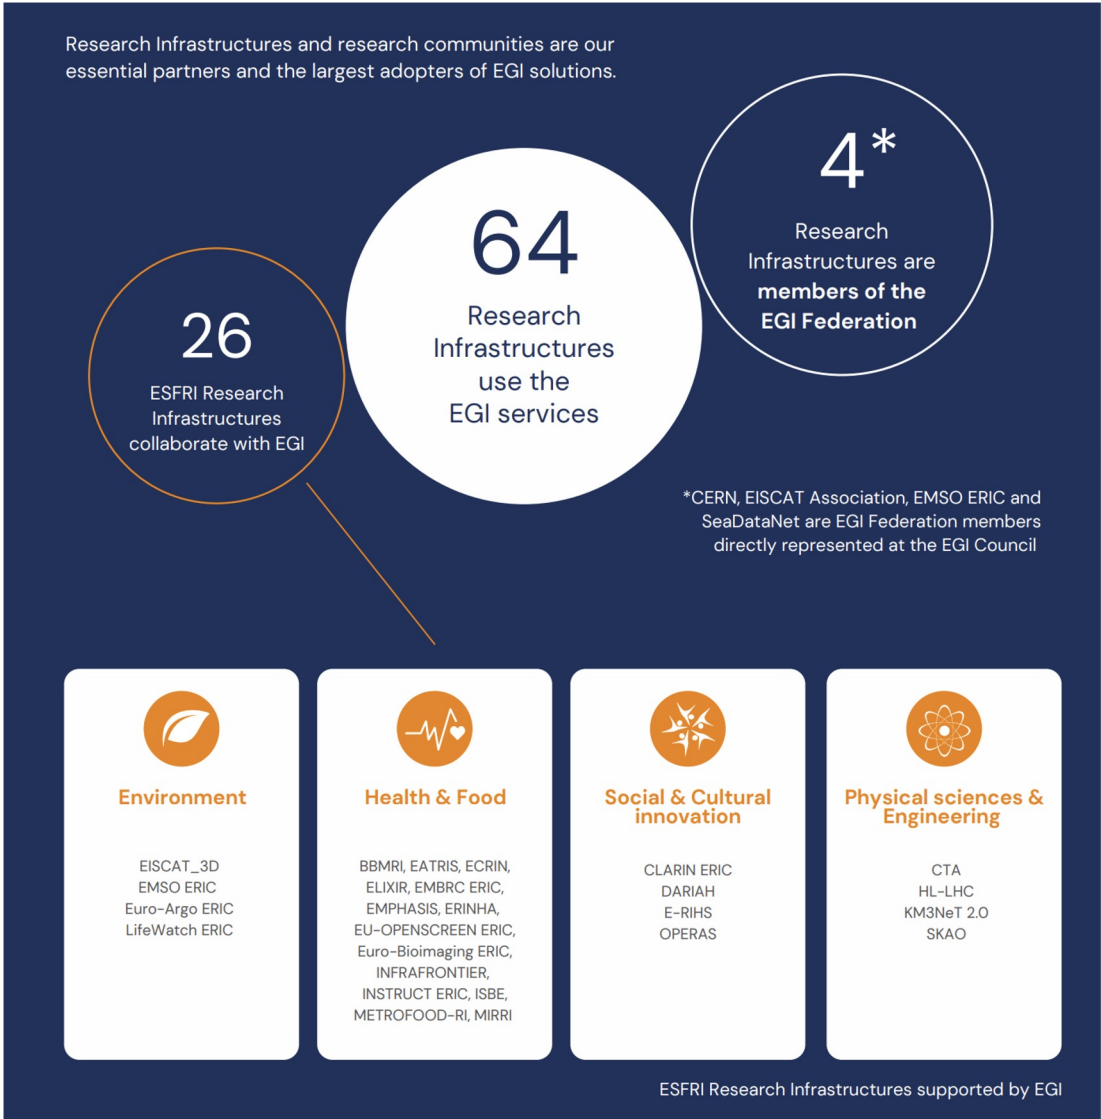 Research Infrastructures and research communities are our
essential partners and the largest adopters of EGI solutions.
4*
Research
Infrastructures are
members of the
EGI Federation
64
Research
Infrastructures
use the
EGI services
26
ESFRI Research
Infrastructures
collaborate with EGI
*CERN, EISCAT Association, EMSO ERIC and
SeaDataNet are EGI Federation members
directly represented at the EGI Council
Environment
EISCAT_3D
EMSO ERIC
Euro-Argo ERIC
LifeWatch ERIC
Health & Food
BBMRI, EATRIS, ECRIN,
ELIXIR, EMBRC ERIC,
EMPHASIS, ERINHA,
EU-OPENSCREEN ERIC,
Euro-Bioimaging ERIC,
INFRAFRONTIER,
INSTRUCT ERIC, ISBE,
METROFOOD-RI, MIRRI
Social & Cultural
innovation
CLARIN ERIC
DARIAH
E-RIHS
OPERAS
Physical sciences &
Engineering
CTA
HL-LHC
KM3NeT 2.0
SKAO
ESFRI Research Infrastructures supported by EGI